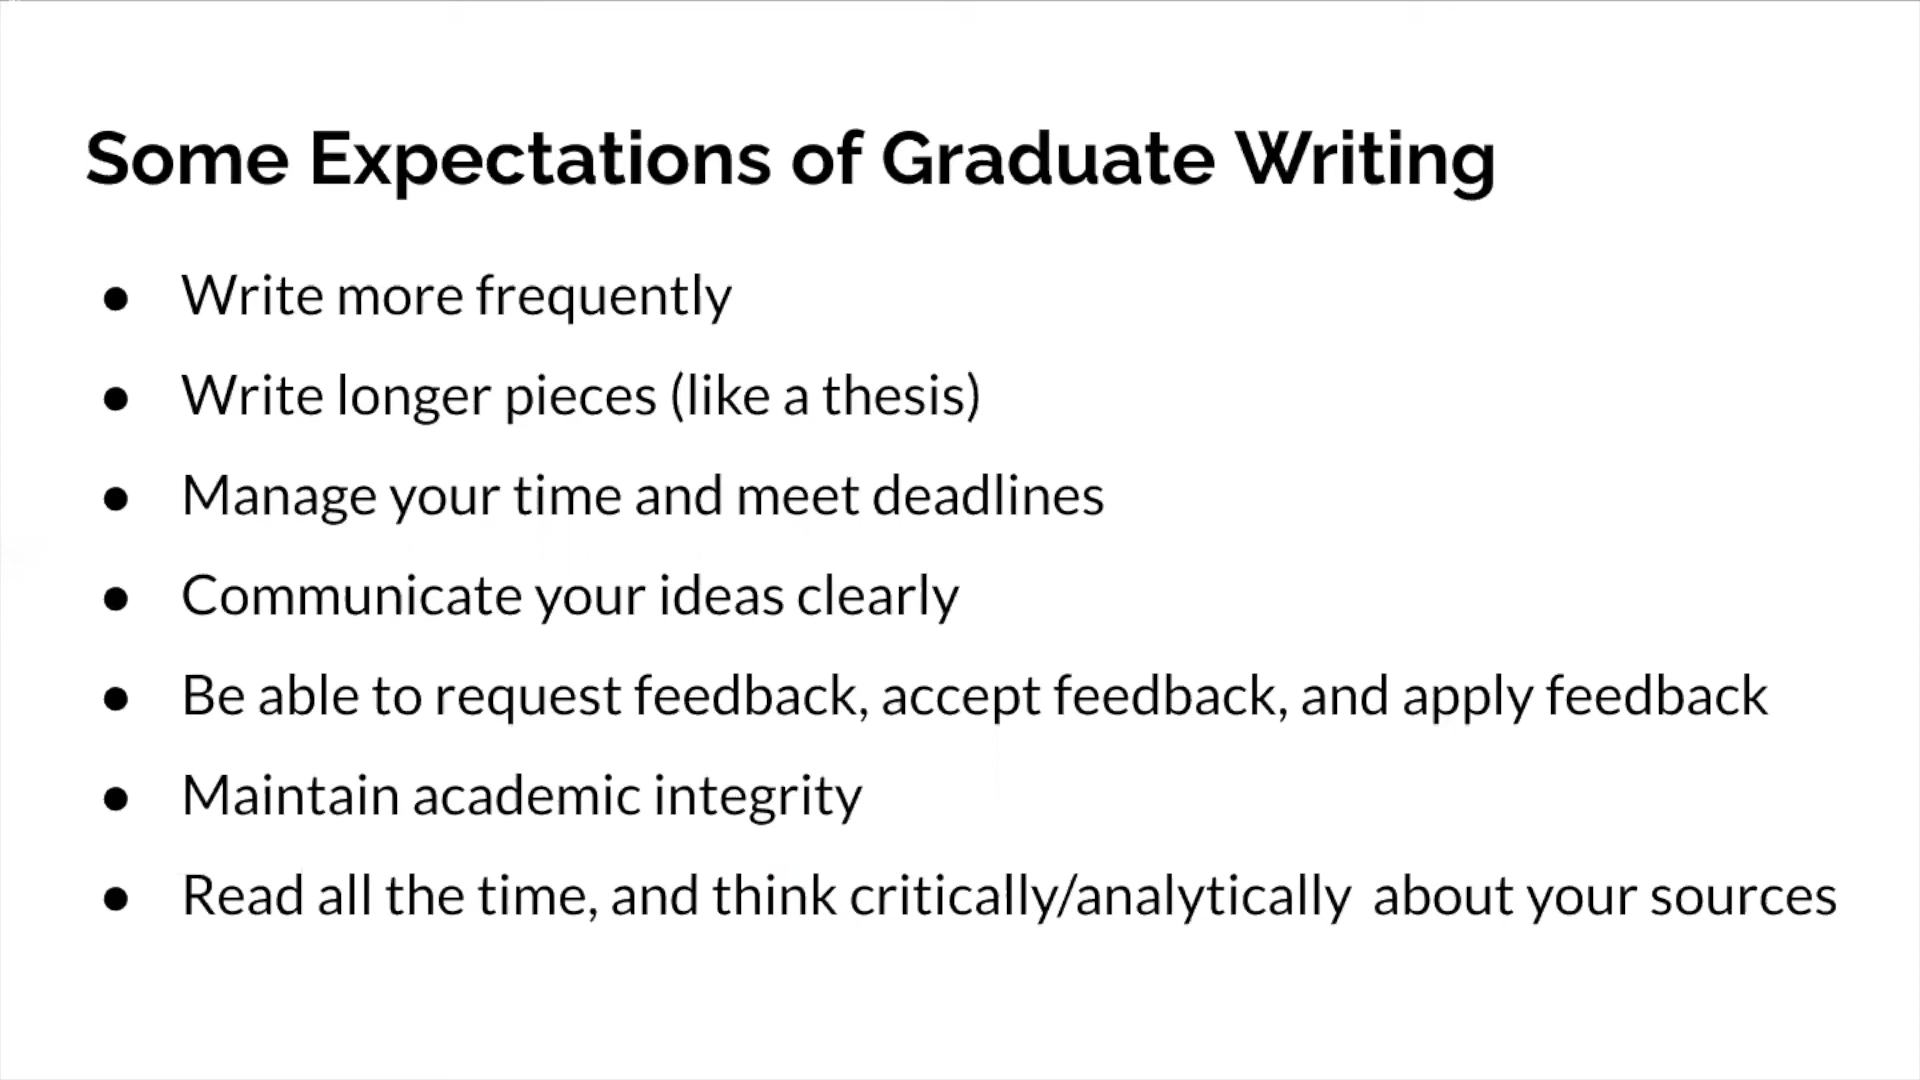 Some Expectations of Graduate Writing
● Write more frequently
● Write longer pieces (like a thesis)
● Manage your time and meet deadlines
● Communicate your ideas clearly
● Be able to request feedback, accept feedback, and apply feedback
● Maintain academic integrity
● Read all the time, and think critically/analytically  about your sources